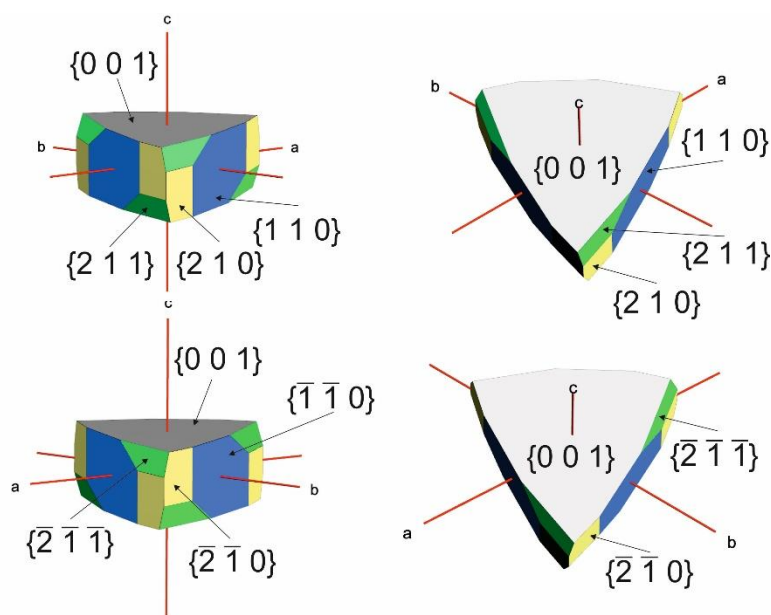 c
{0 0 1}
b
a
{1 1 0}
{2 1 1}
{2 1 0}
b
a
c
{0 0 1}
{1 1 0}
{2 1 1}
{2 1 0}
c
{0 0 1}
{1̅ 1̅ 0}
a
b
{2̅ 1̅ 1̅}
{2̅ 1̅ 0}
c
{0 0 1}
{2̅ 1̅ 1̅}
a
b
{2̅ 1̅ 0}